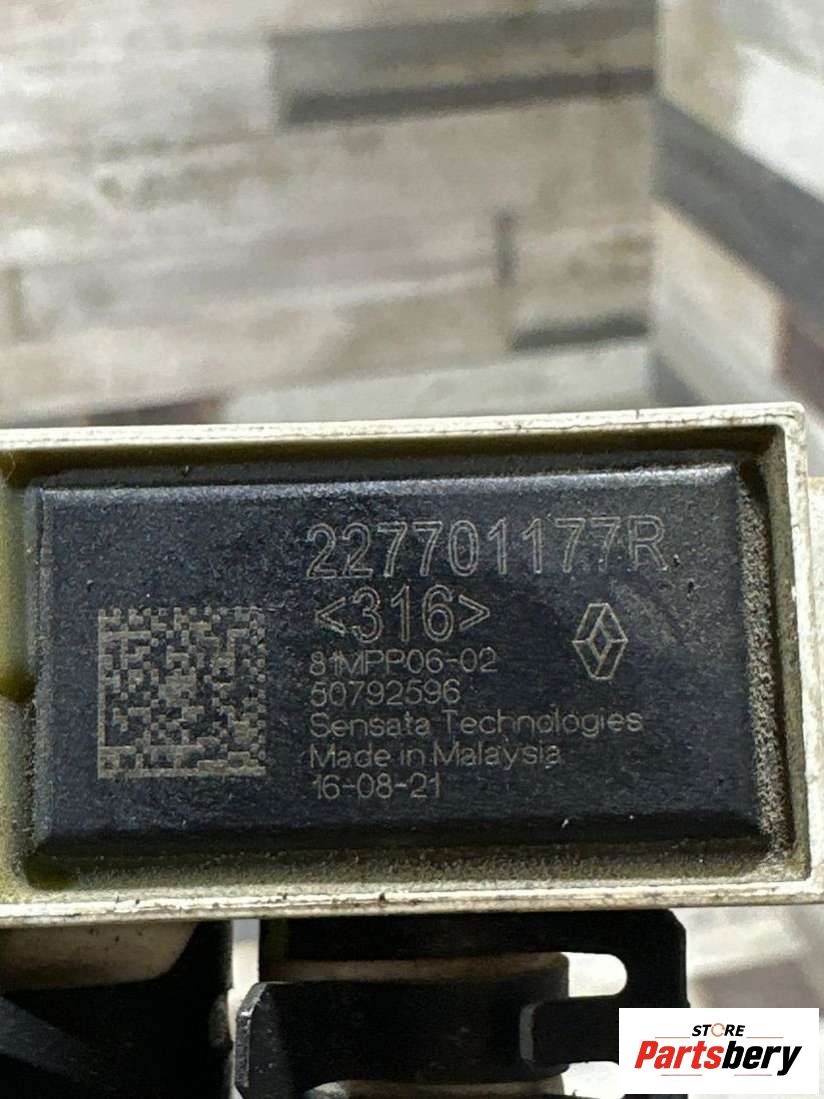 227701177R
<316>
81MPP06-02
50792596
Sensata Technologies
Made in Malaysia
16-08-21
STORE
Partsbery